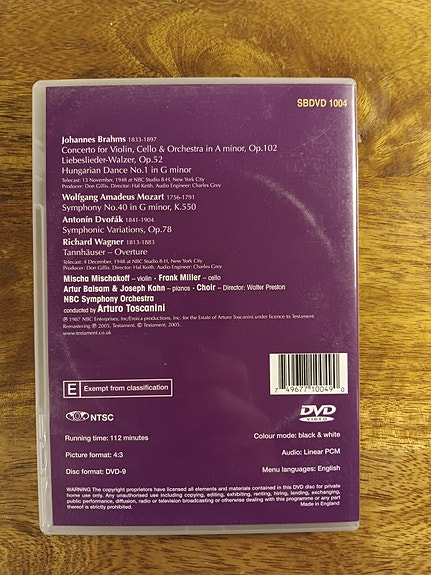 SBDVD 1004
Johannes Brahms 1833-1897
Concerto for Violin, Cello & Orchestra in A minor, Op.102
Liebeslieder-Walzer, Op.52
Hungarian Dance No.1 in G minor
Telecast: 13 November, 1948 at NBC Studio 8-H, New York City
Producer: Don Gillis. Director: Hal Keith. Audio Engineer: Charles Grey
Wolfgang Amadeus Mozart 1756-1791
Symphony No.40 in G minor, K.550
Antonín Dvořák 1841-1904
Symphonic Variations, Op.78
Richard Wagner 1813-1883
Tannhäuser – Overture
Telecast: 4 December, 1948 at NBC Studio 8-H, New York City
Producer: Don Gillis. Director: Hal Keith. Audio Engineer: Charles Grey
Mischa Mischakoff – violin · Frank Miller – cello
Artur Balsam & Joseph Kahn – pianos · Choir – Director: Walter Preston
NBC Symphony Orchestra
conducted by Arturo Toscanini
℗ 1987 NBC Enterprises, Inc/Ereica productions, Inc. for the Estate of Arturo Toscanini under licence to Testament.
Remastering ℗ 2005. Testament. © Testament, 2005.
www.testament.co.uk
E Exempt from classification
7 49677 10049 0
NTSC
DVD
VIDEO
Running time: 112 minutes
Colour mode: black & white
Picture format: 4:3
Audio: Linear PCM
Disc format: DVD-9
Menu languages: English
WARNING The copyright proprietors have licensed all elements and contents contained in this DVD disc for private
home use only. Any unauthorised use including copying, editing, exhibiting, renting, hiring, lending, exchanging,
public performance, diffusion, radio or television broadcasting or otherwise dealing with this programme or any part
thereof is strictly prohibited.
Made in England